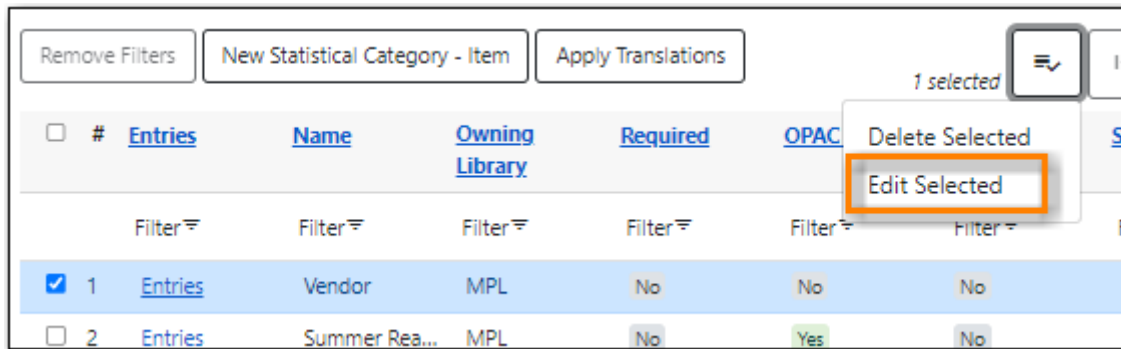 Remove Filters New Statistical Category - Item Apply Translations
1 selected
# Entries Name Owning Library Required OPAC
Delete Selected
Edit Selected
Filter Filter Filter Filter Filter Filter
1 Entries Vendor MPL No No No
2 Entries Summer Rea... MPL No Yes No